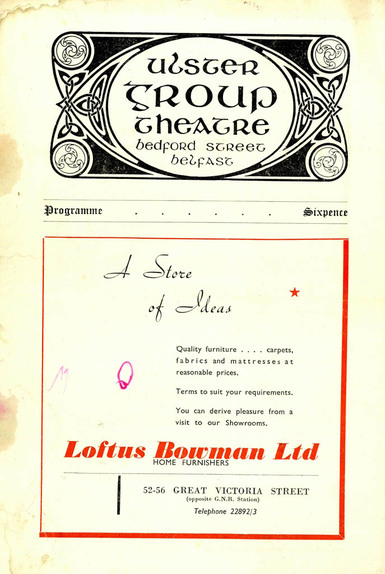 ULSTER
GROUP
THEATRE
BEDFORD STREET
BELFAST
Programme . . . . . . Sixpence
A Store
of Ideas
Quality furniture . . . . carpets,
fabrics and mattresses at
reasonable prices.
Terms to suit your requirements.
You can derive pleasure from a
visit to our Showrooms.
Loftus Bowman Ltd
HOME FURNISHERS
52-56 GREAT VICTORIA STREET
(opposite G.N.R. Station)
Telephone 22892/3